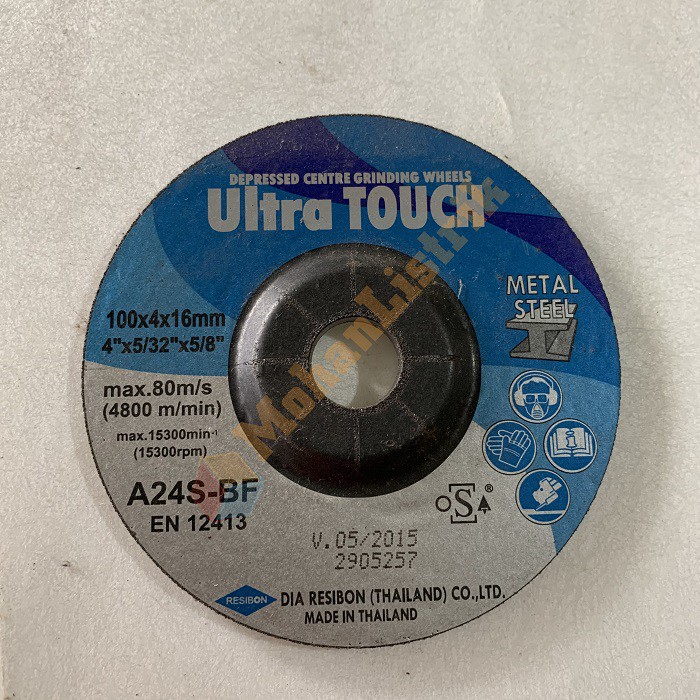 DEPRESSED CENTRE GRINDING WHEELS
Ultra TOUCH
METAL
STEEL
100x4x16mm
4"x5/32"x5/8"
max.80m/s
(4800 m/min)
max.15300min⁻¹
(15300rpm)
A24S-BF
EN 12413
oSa®
V.05/2015
2905257
RESIBON
DIA RESIBON (THAILAND) CO.,LTD.
MADE IN THAILAND
MohanListrik